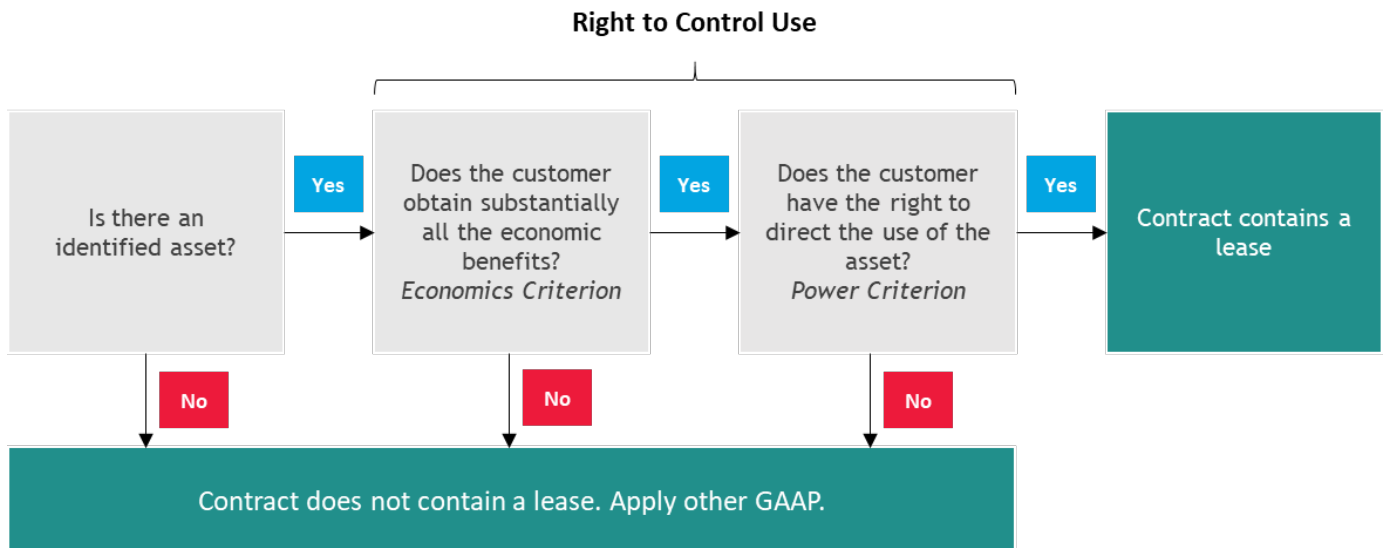 Right to Control Use
Is there an
identified asset?
Yes
Does the customer
obtain substantially
all the economic
benefits?
Economics Criterion
Yes
Does the customer
have the right to
direct the use of the
asset?
Power Criterion
Yes
Contract contains a
lease
No
No
No
Contract does not contain a lease. Apply other GAAP.